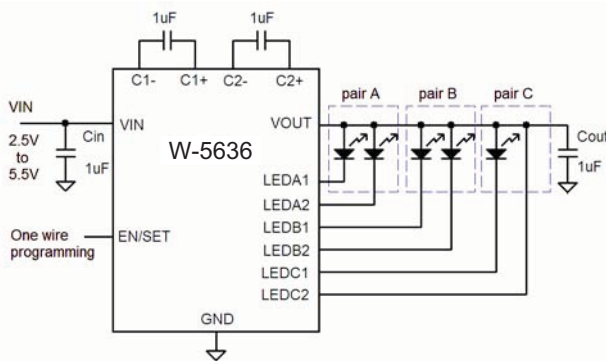 1uF
1uF
C1-
C1+
C2-
C2+
pair A
pair B
pair C
VIN
VIN
VOUT
Cin
Cout
2.5V
to
5.5V
1uF
W-5636
1uF
LEDA1
LEDA2
One wire
programming
EN/SET
LEDB1
LEDB2
LEDC1
LEDC2
GND